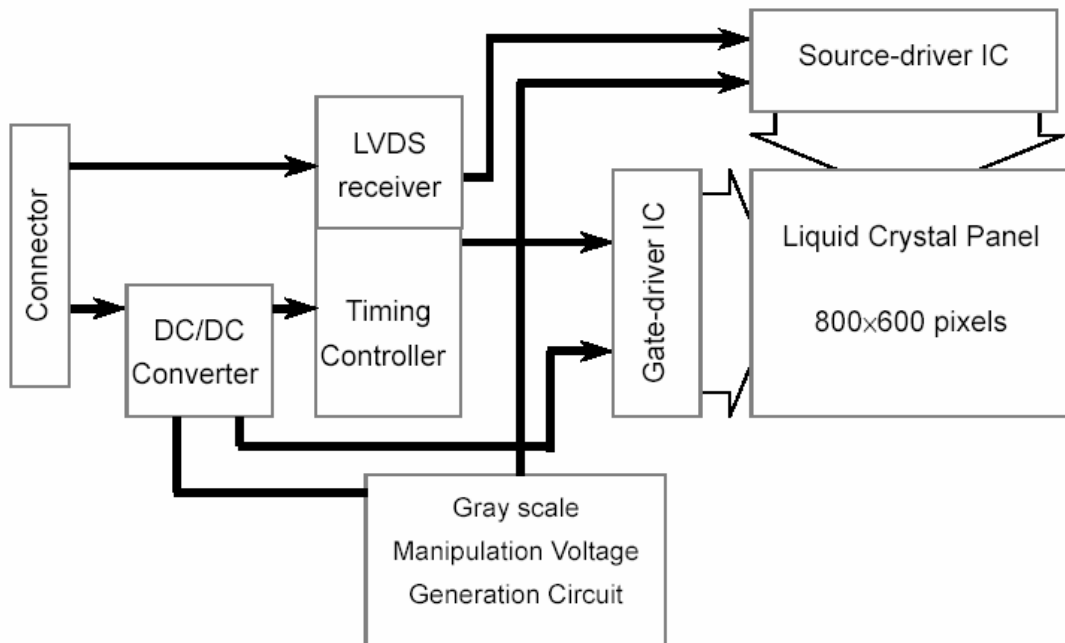 Source-driver IC
LVDS
receiver
Connector
Gate-driver IC
Liquid Crystal Panel
800×600 pixels
DC/DC
Converter
Timing
Controller
Gray scale
Manipulation Voltage
Generation Circuit